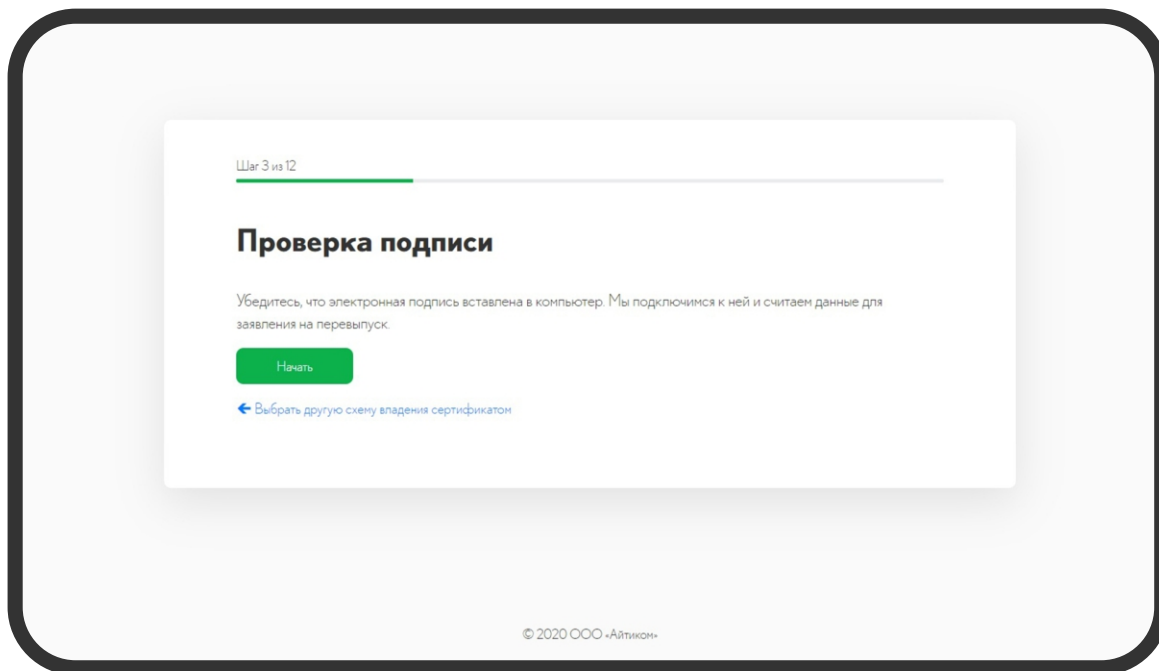 Шаг 3 из 12
Проверка подписи
Убедитесь, что электронная подпись вставлена в компьютер. Мы подключимся к ней и считаем данные для
заявления на перевыпуск.
Начать
← Выбрать другую схему владения сертификатом
© 2020 ООО «Айтиком»